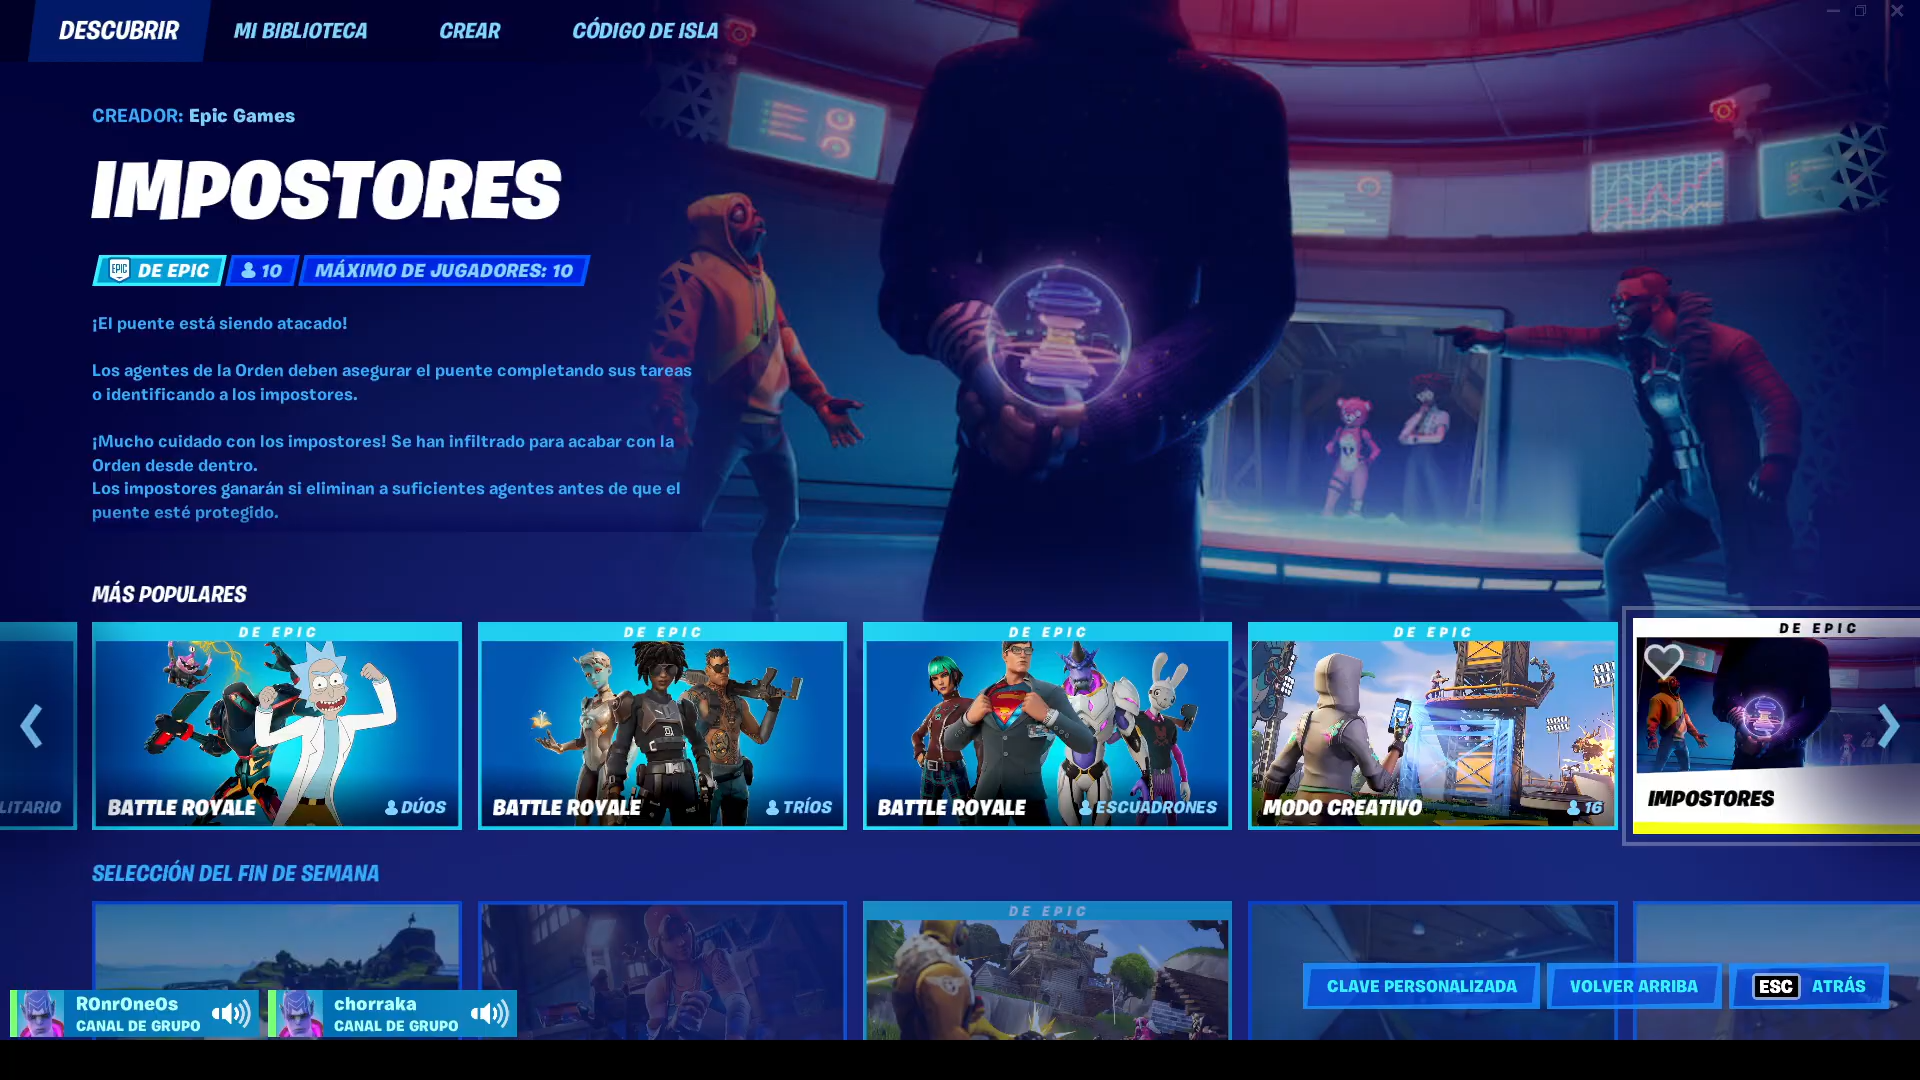 DESCUBRIR
MI BIBLIOTECA
CREAR
CÓDIGO DE ISLA
CREADOR: Epic Games
IMPOSTORES
EPIC DE EPIC
10
MÁXIMO DE JUGADORES: 10
¡El puente está siendo atacado!
Los agentes de la Orden deben asegurar el puente completando sus tareas
o identificando a los impostores.
¡Mucho cuidado con los impostores! Se han infiltrado para acabar con la
Orden desde dentro.
Los impostores ganarán si eliminan a suficientes agentes antes de que el
puente esté protegido.
MÁS POPULARES
LITARIO
DE EPIC
BATTLE ROYALE
DÚOS
DE EPIC
BATTLE ROYALE
TRÍOS
DE EPIC
BATTLE ROYALE
ESCUADRONES
DE EPIC
MODO CREATIVO
16
DE EPIC
IMPOSTORES
SELECCIÓN DEL FIN DE SEMANA
DE EPIC
R0nrOneOs
CANAL DE GRUPO
chorraka
CANAL DE GRUPO
CLAVE PERSONALIZADA
VOLVER ARRIBA
ESC ATRÁS